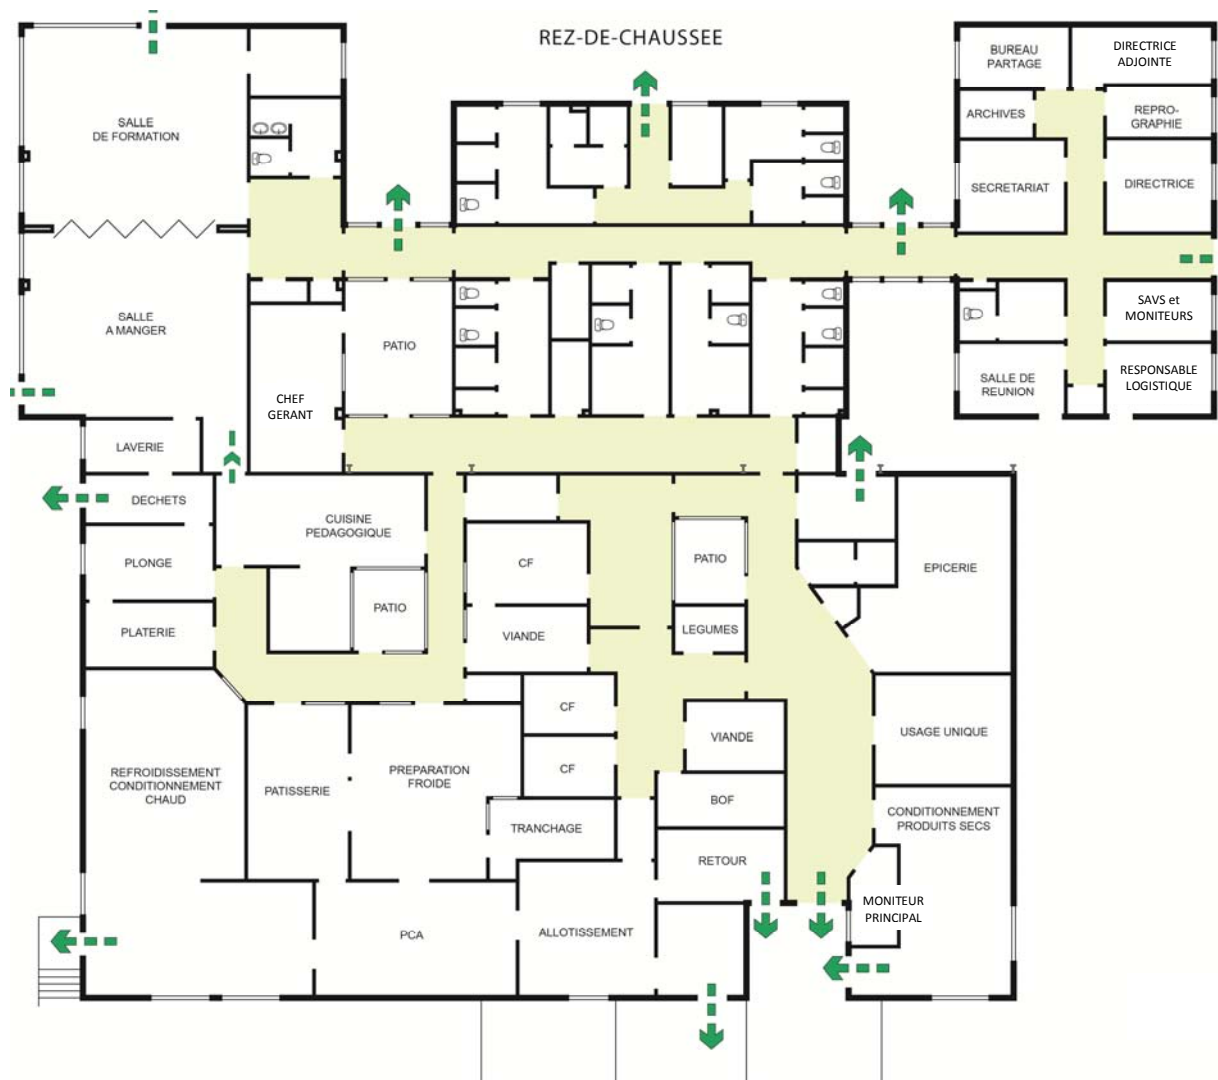 REZ-DE-CHAUSSEE
BUREAU
PARTAGE
DIRECTRICE
ADJOINTE
ARCHIVES
REPRO-
GRAPHIE
SALLE
DE FORMATION
SECRETARIAT
DIRECTRICE
SALLE
A MANGER
SAVS et
MONITEURS
PATIO
SALLE DE
REUNION
RESPONSABLE
LOGISTIQUE
CHEF
GERANT
LAVERIE
DECHETS
CUISINE
PEDAGOGIQUE
PLONGE
CF
PATIO
EPICERIE
PATIO
PLATERIE
VIANDE
LEGUMES
CF
VIANDE
USAGE UNIQUE
REFROIDISSEMENT
CONDITIONNEMENT
CHAUD
PATISSERIE
PREPARATION
FROIDE
CF
BOF
CONDITIONNEMENT
PRODUITS SECS
TRANCHAGE
RETOUR
MONITEUR
PRINCIPAL
PCA
ALLOTISSEMENT